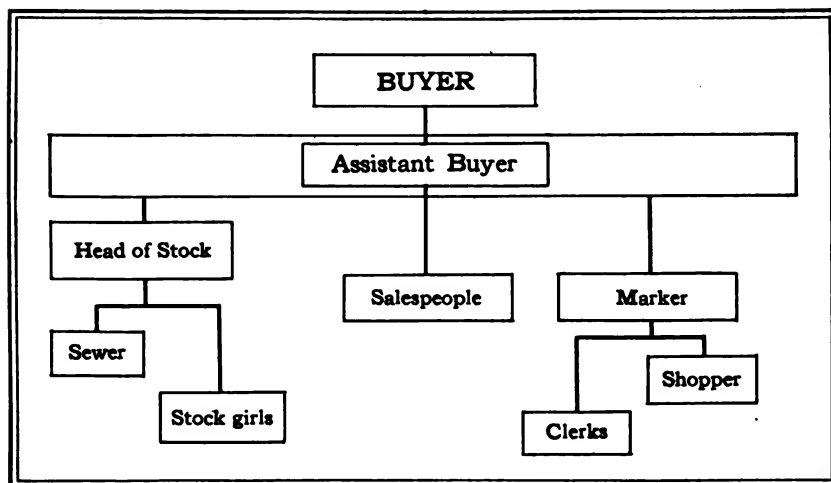 BUYER
Assistant Buyer
Head of Stock
Salespeople
Marker
Sewer
Shopper
Stock girls
Clerks